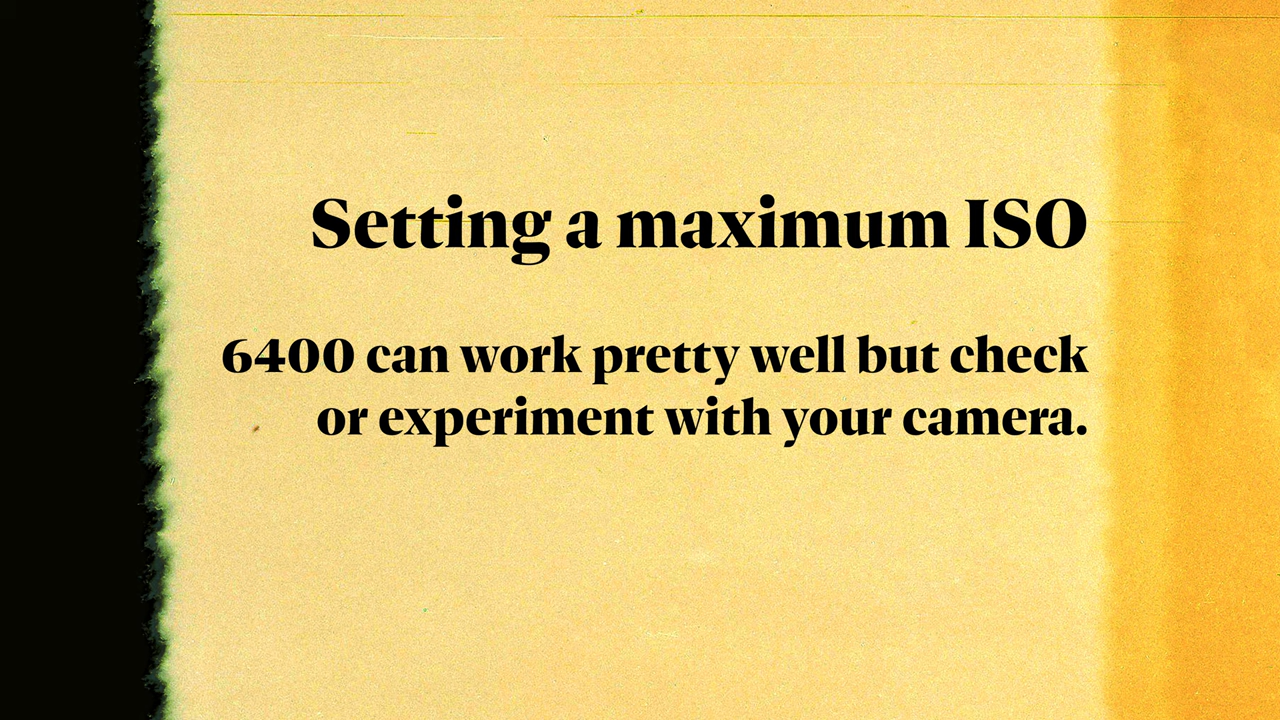 Setting a maximum ISO
6400 can work pretty well but check
or experiment with your camera.